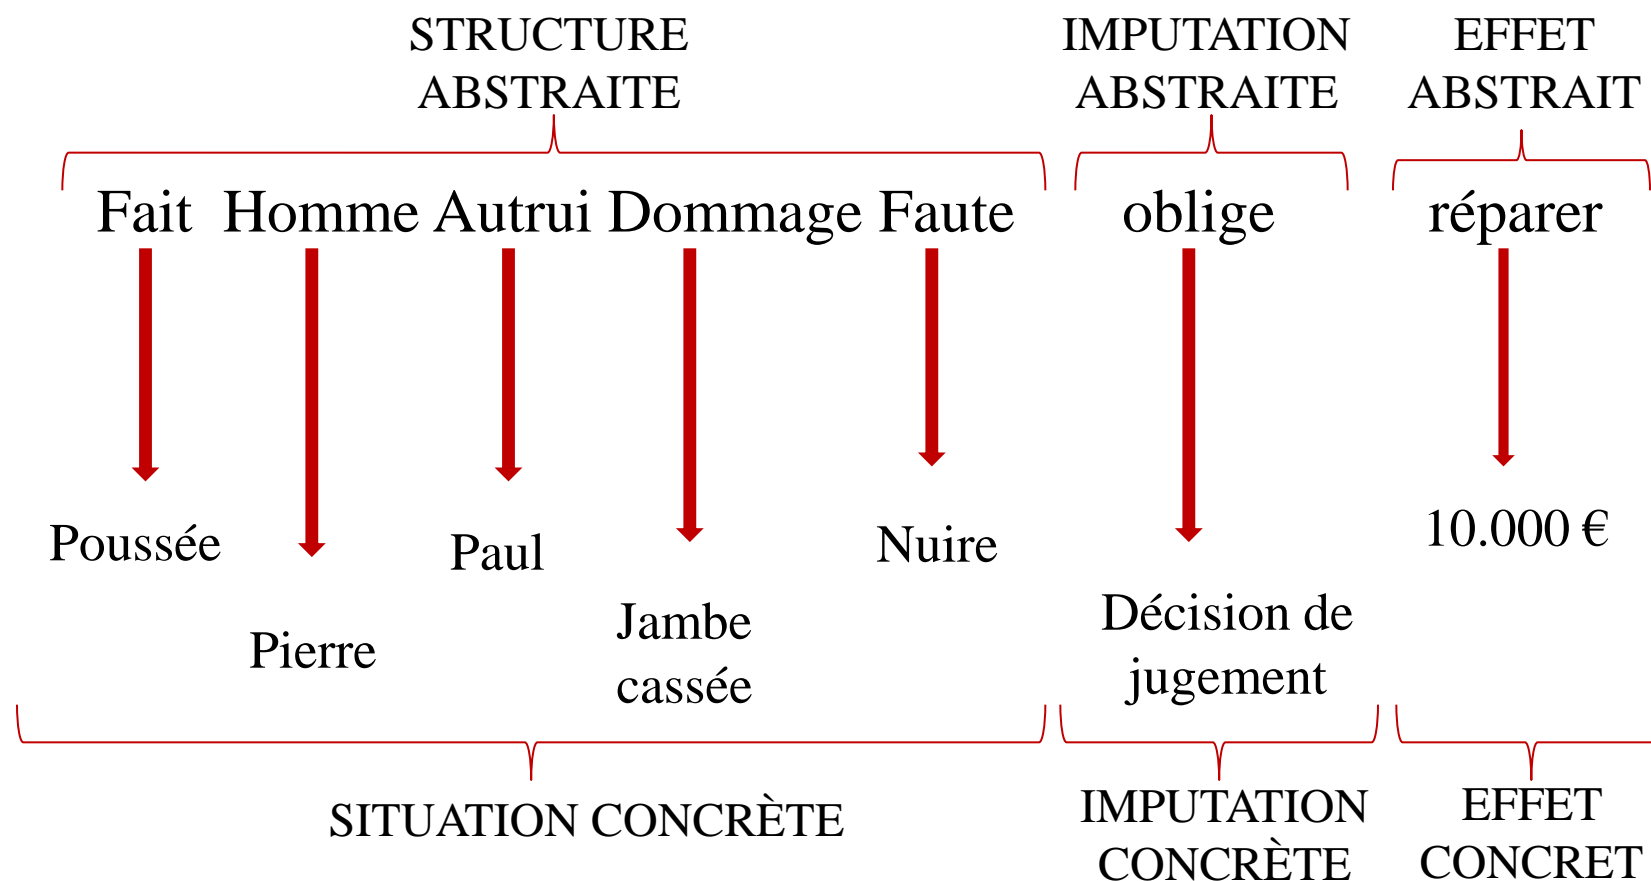 STRUCTURE
ABSTRAITE
IMPUTATION
ABSTRAITE
EFFET
ABSTRAIT
Fait Homme Autrui Dommage Faute oblige réparer
Poussée
Pierre
Paul
Jambe
cassée
Nuire
Décision de
jugement
10.000 €
SITUATION CONCRÈTE
IMPUTATION
CONCRÈTE
EFFET
CONCRET